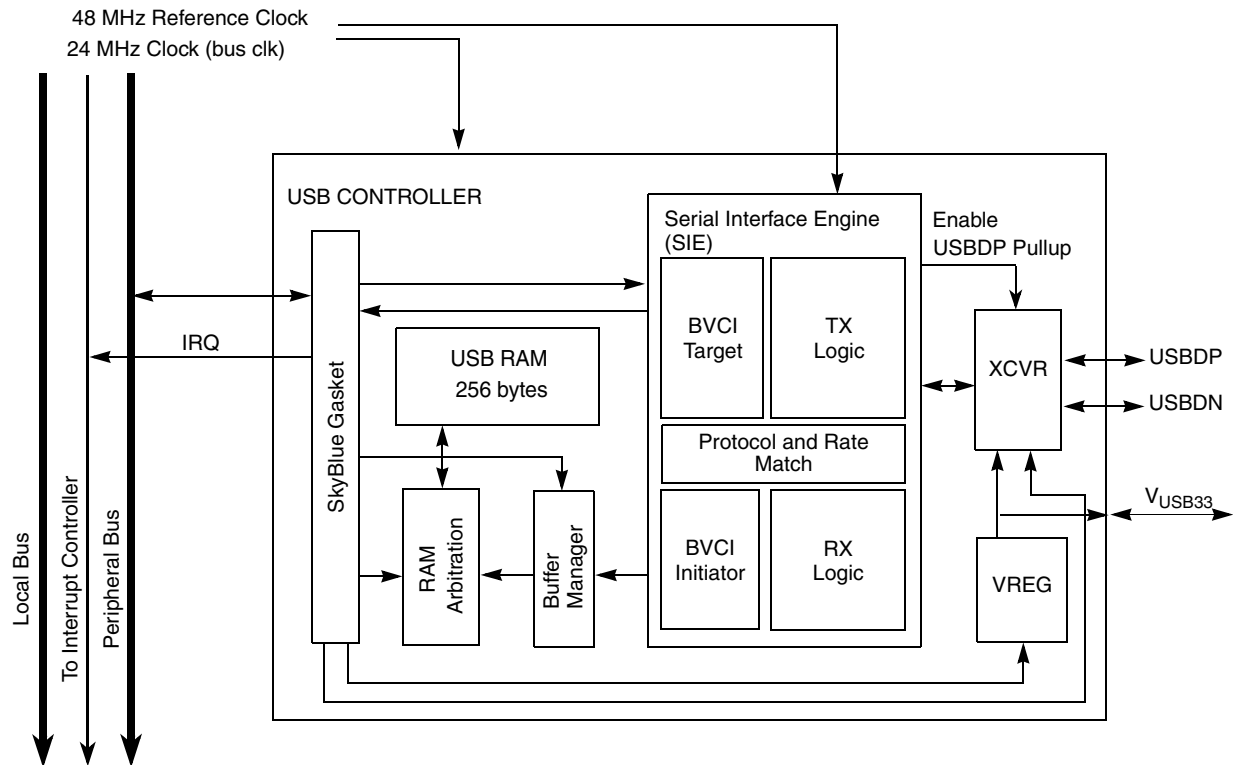 48 MHz Reference Clock
24 MHz Clock (bus clk)
USB CONTROLLER
Serial Interface Engine
(SIE)
Enable
USBDP Pullup
BVCI
Target
TX
Logic
XCVR
USBDP
USBDN
IRQ
USB RAM
256 bytes
SkyBlue Gasket
Protocol and Rate
Match
VUSB33
RAM
Arbitration
Buffer
Manager
BVCI
Initiator
RX
Logic
VREG
Local Bus
To Interrupt Controller
Peripheral Bus